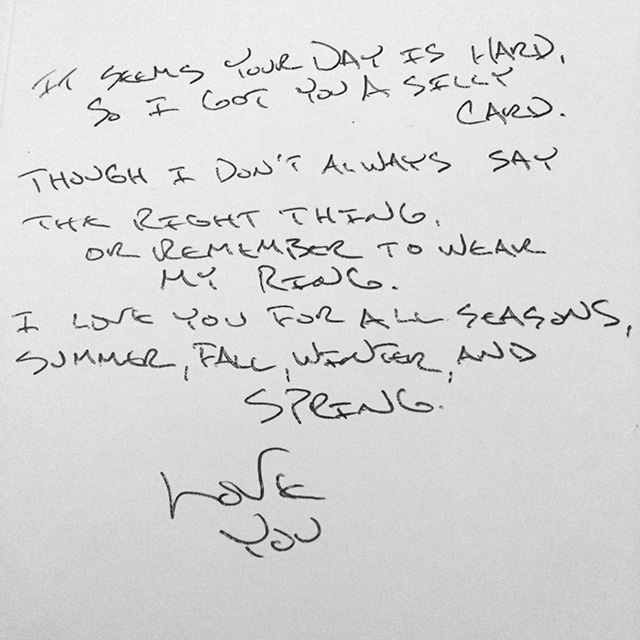 IT SEEMS YOUR DAY IS HARD,
SO I GOT YOU A SILLY
CARD.
THOUGH I DON'T ALWAYS SAY
THE RIGHT THING,
OR REMEMBER TO WEAR
MY RING.
I LOVE YOU FOR ALL SEASONS,
SUMMER, FALL, WINTER, AND
SPRING.
LOVE
YOU